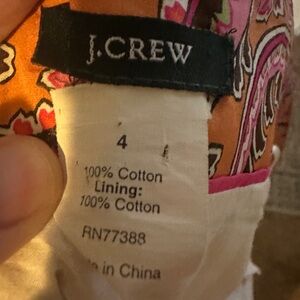 J.CREW
4
100% Cotton
Lining:
100% Cotton
RN77388
in China